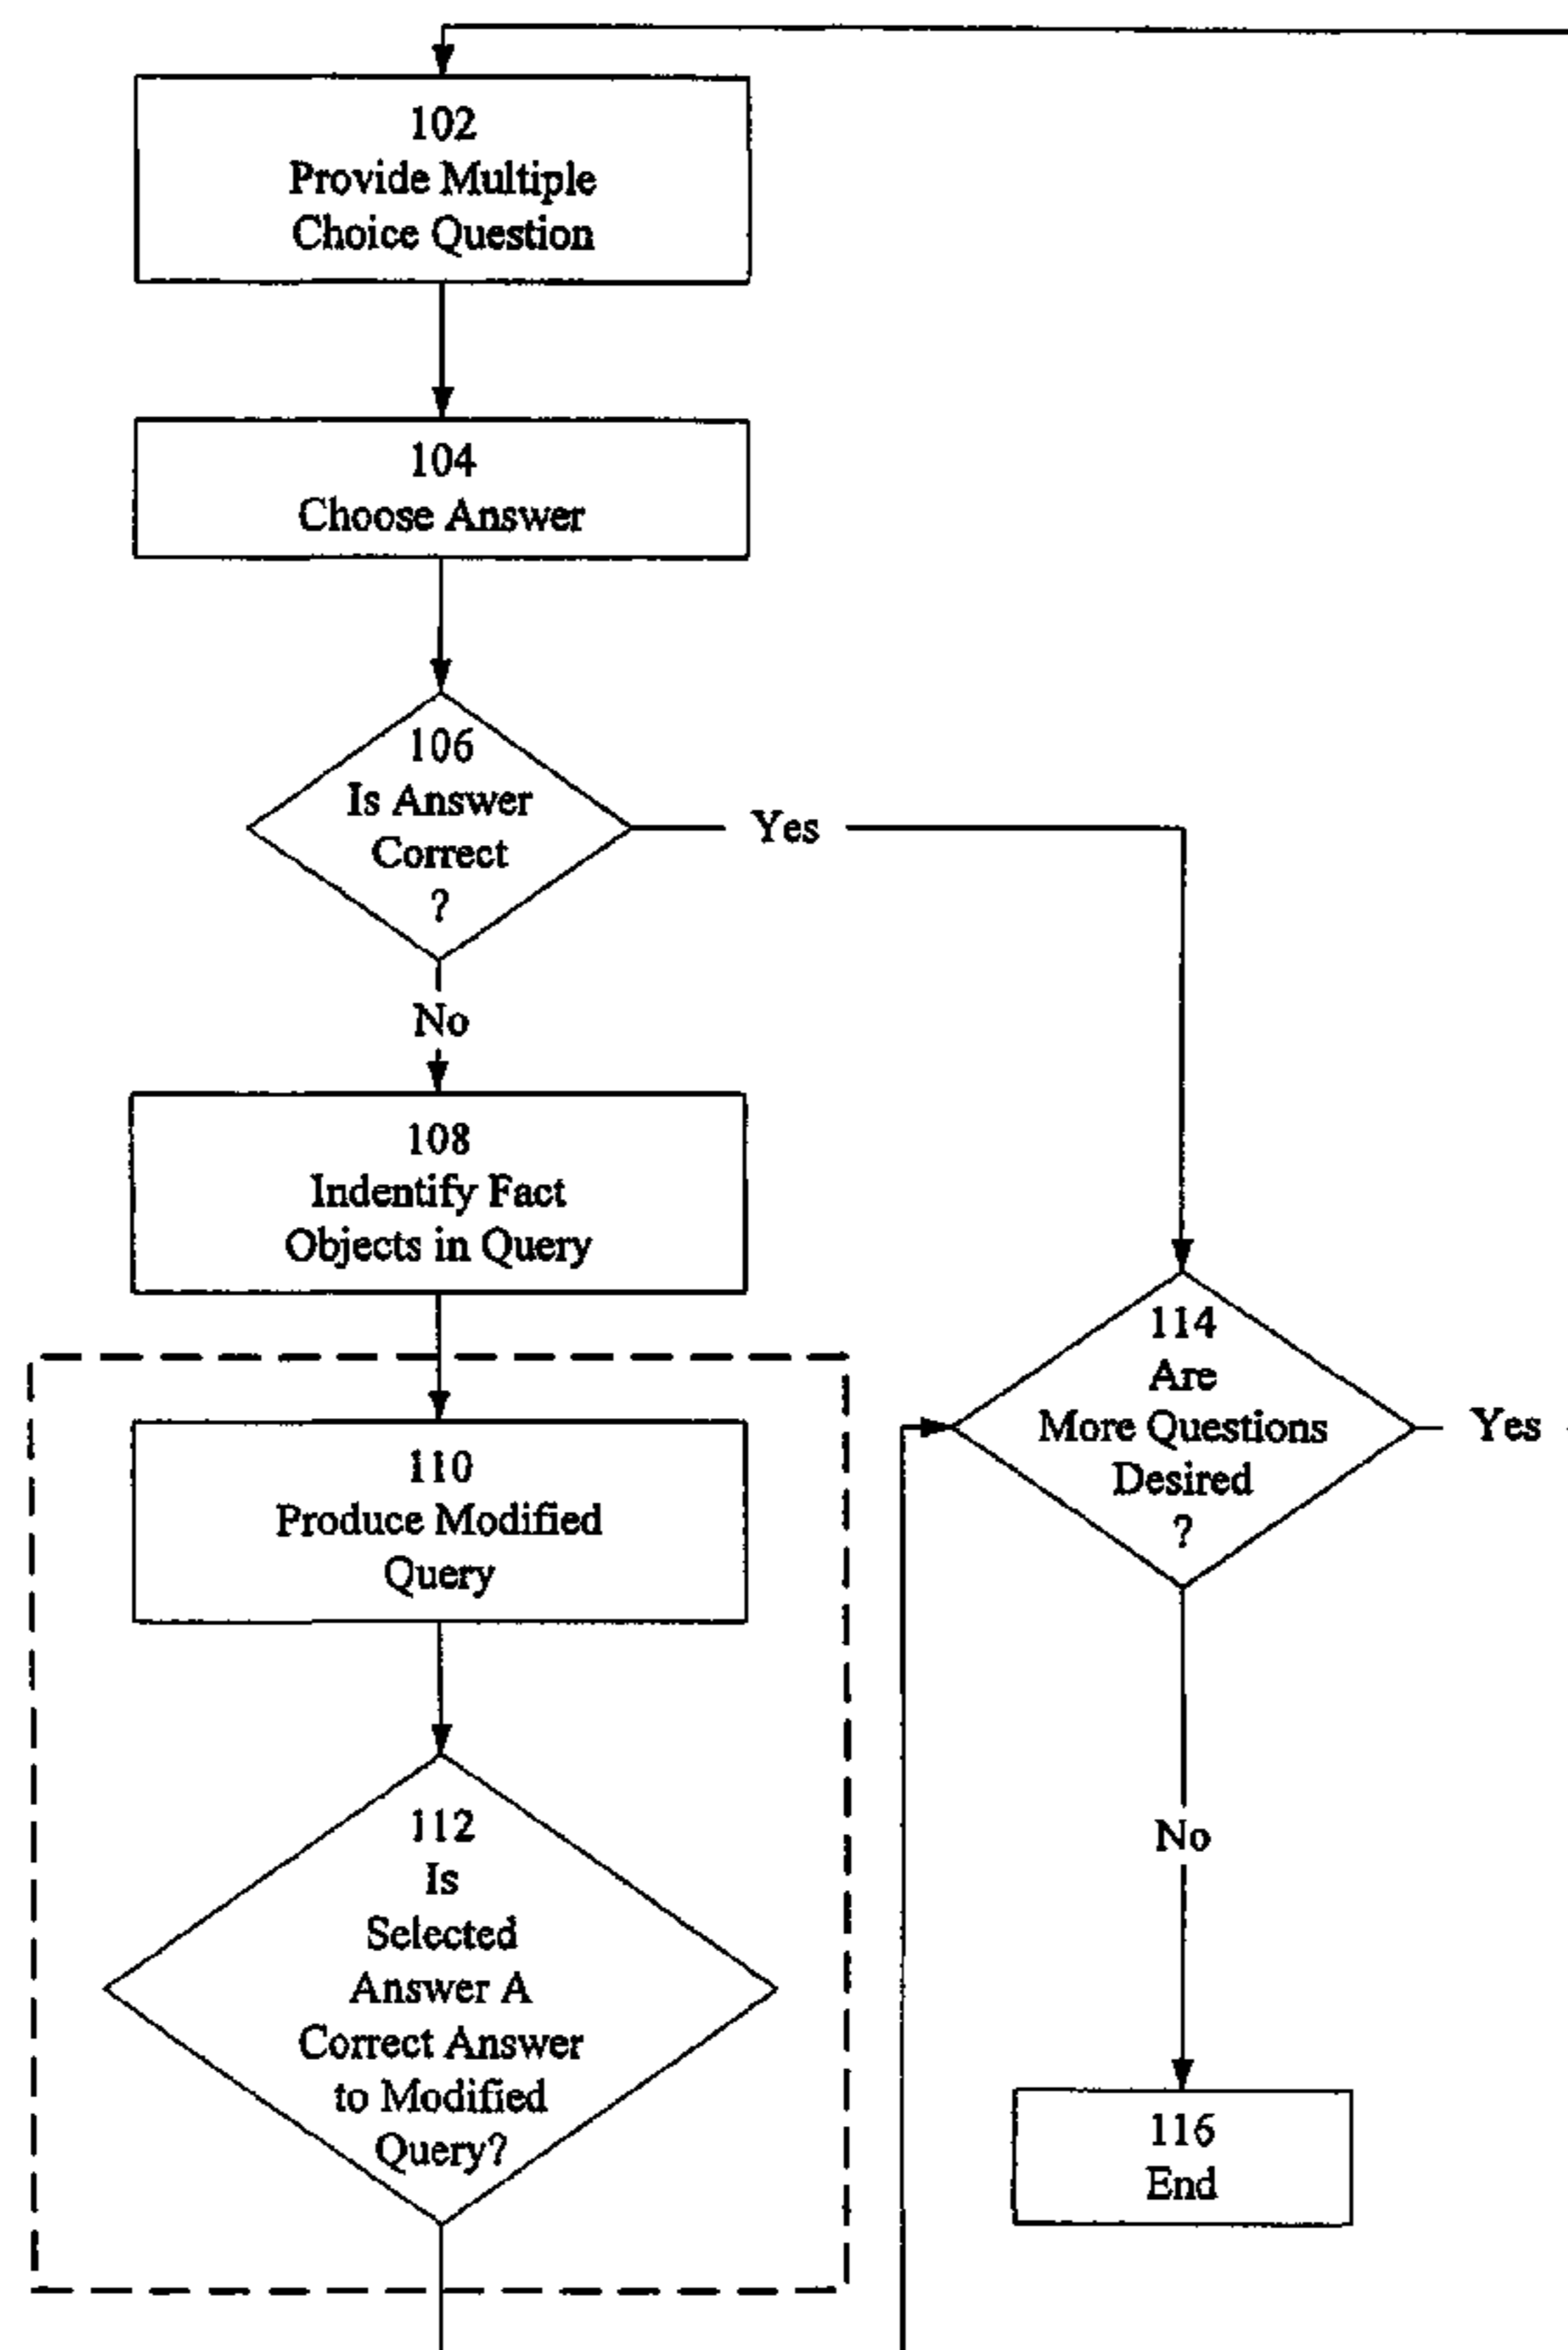 102
Provide Multiple
Choice Question
104
Choose Answer
106
Is Answer
Correct
?
Yes
No
108
Indentify Fact
Objects in Query
110
Produce Modified
Query
112
Is
Selected
Answer A
Correct Answer
to Modified
Query?
114
Are
More Questions
Desired
?
Yes
No
116
End